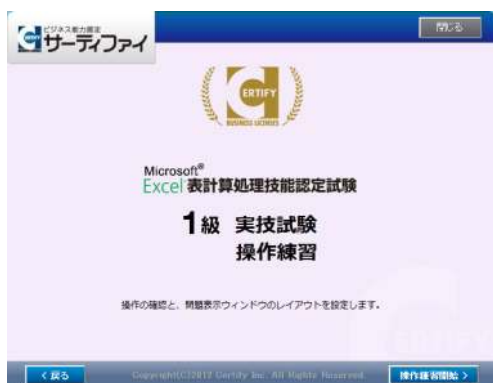 ビジネス能力認定
サーティファイ
閉じる
CERTIFY
BUSINESS LICENSES
Microsoft®
Excel 表計算処理技能認定試験
1級 実技試験
操作練習
操作の確認と、問題表示ウィンドウのレイアウトを設定します。
< 戻る
Copyright(C)2012 Certify Inc. All Rights Reserved.
操作練習開始 >